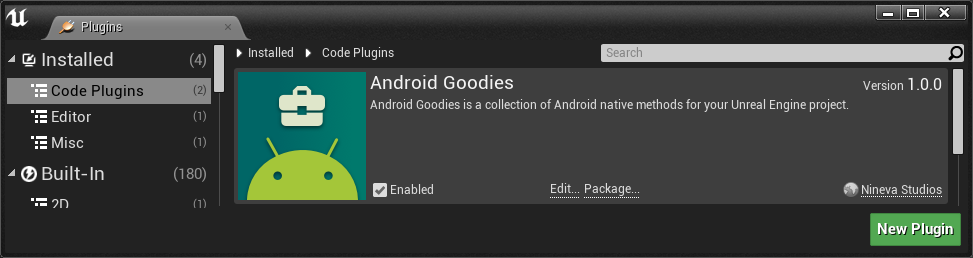 Plugins
Installed (4)
Code Plugins (2)
Editor (1)
Misc (1)
Built-In (180)
2D (1)
Installed Code Plugins
Search
Android Goodies
Version 1.0.0
Android Goodies is a collection of Android native methods for your Unreal Engine project.
Enabled
Edit... Package...
Nineva Studios
New Plugin